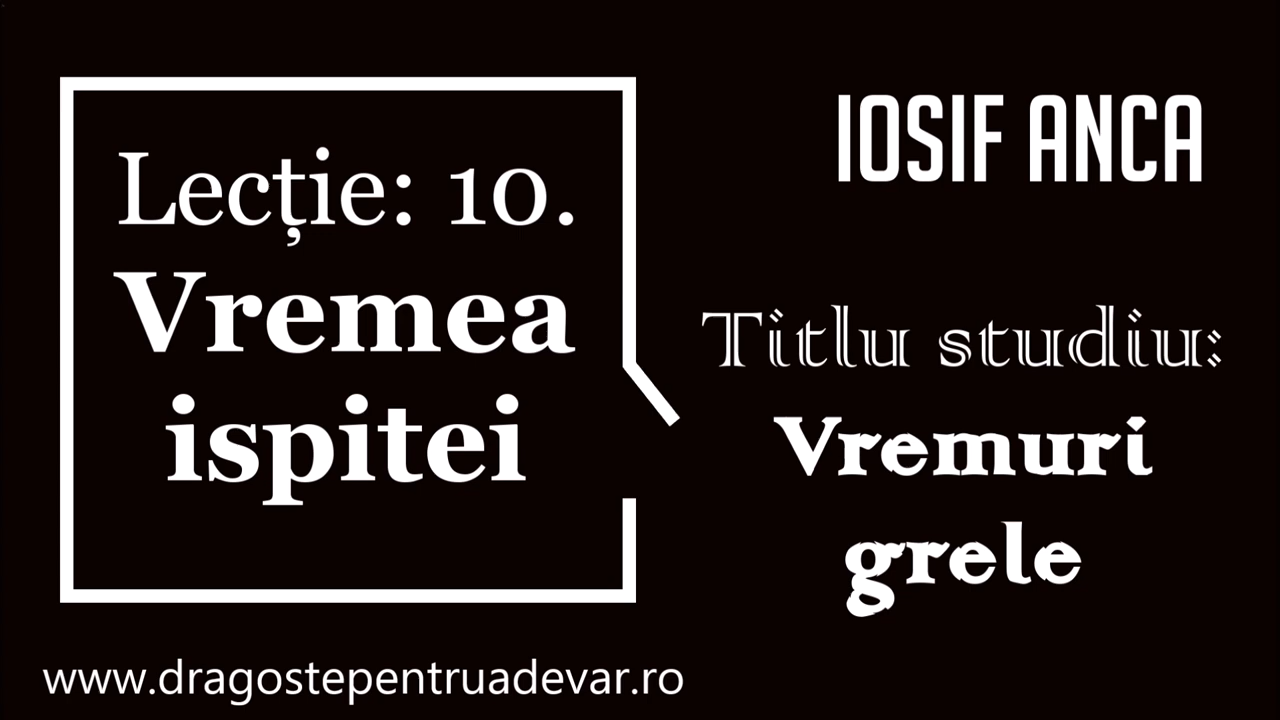 Lecție: 10.
Vremea
ispitei
IOSIF ANCA
Titlu studiu:
Vremuri
grele
www.dragostepentruadevar.ro